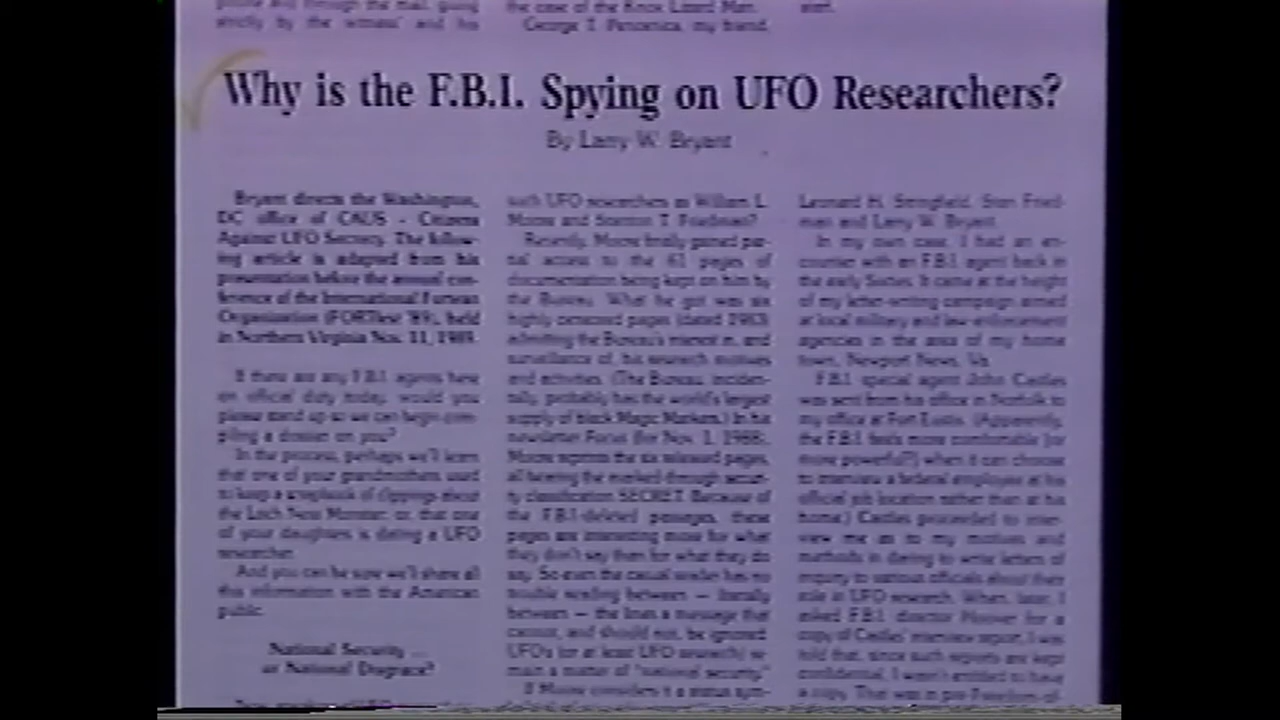 strictly by the witness' and his
the case of the Knox Lizard Man.
George T. my friend,
Why is the F.B.I. Spying on UFO Researchers?
By Larry W. Bryant
Bryant directs the Washington,
DC office of CAUS - Citizens
Against UFO Secrecy. The follow-
ing article is adapted from his
presentation before the annual con-
ference of the International Fortean
Organization (FORTfest '89), held
in Northern Virginia Nov. 11, 1989.
If there are any F.B.I. agents here
on official duty today, would you
please stand up so we can begin com-
piling a dossier on you?
In the process, perhaps we'll learn
that one of your grandmothers used
to keep a scrapbook of clippings about
the Loch Ness Monster; or, that one
of your daughters is dating a UFO
researcher.
And you can be sure we'll share all
this information with the American
public.
National Security ...
or National Disgrace?
such UFO researchers as William L.
Moore and Stanton T. Friedman?
Recently, Moore finally gained par-
tial access to the 61 pages of
documentation being kept on him by
the Bureau. What he got was six
highly censored pages (dated 1983)
admitting the Bureau's interest in, and
surveillance of, his research motives
and activities. (The Bureau, inciden-
tally, probably has the world's largest
supply of black Magic Markers.) In his
newsletter Focus (for Nov. 1, 1988),
Moore reprints the six released pages,
all bearing the marked-through securi-
ty classification SECRET. Because of
the F.B.I.-deleted passages, these
pages are interesting more for what
they don't say than for what they do
say. So even the casual reader has no
trouble reading between — literally
between — the lines a message that
cannot, and should not, be ignored:
UFOs (or at least UFO research) re-
main a matter of "national security."
If Moore considers it a status sym-
Leonard H. Stringfield, Stan Fried-
man and Larry W. Bryant.
In my own case, I had an en-
counter with an F.B.I. agent back in
the early Sixties. It came at the height
of my letter-writing campaign aimed
at local military and law-enforcement
agencies in the area of my home
town, Newport News, Va.
F.B.I. special agent John Castles
was sent from his office in Norfolk to
my office at Fort Eustis. (Apparently,
the F.B.I. feels more comfortable [or
more powerful?] when it can choose
to interview a federal employee at his
official job location rather than at his
home.) Castles proceeded to inter-
view me as to my motives and
methods in daring to write letters of
inquiry to various officials about their
role in UFO research. When, later, I
asked F.B.I. director Hoover for a
copy of Castles' interview report, I was
told that, since such reports are kept
confidential, I wasn't entitled to have
a copy. That was in pre-Freedom-of-